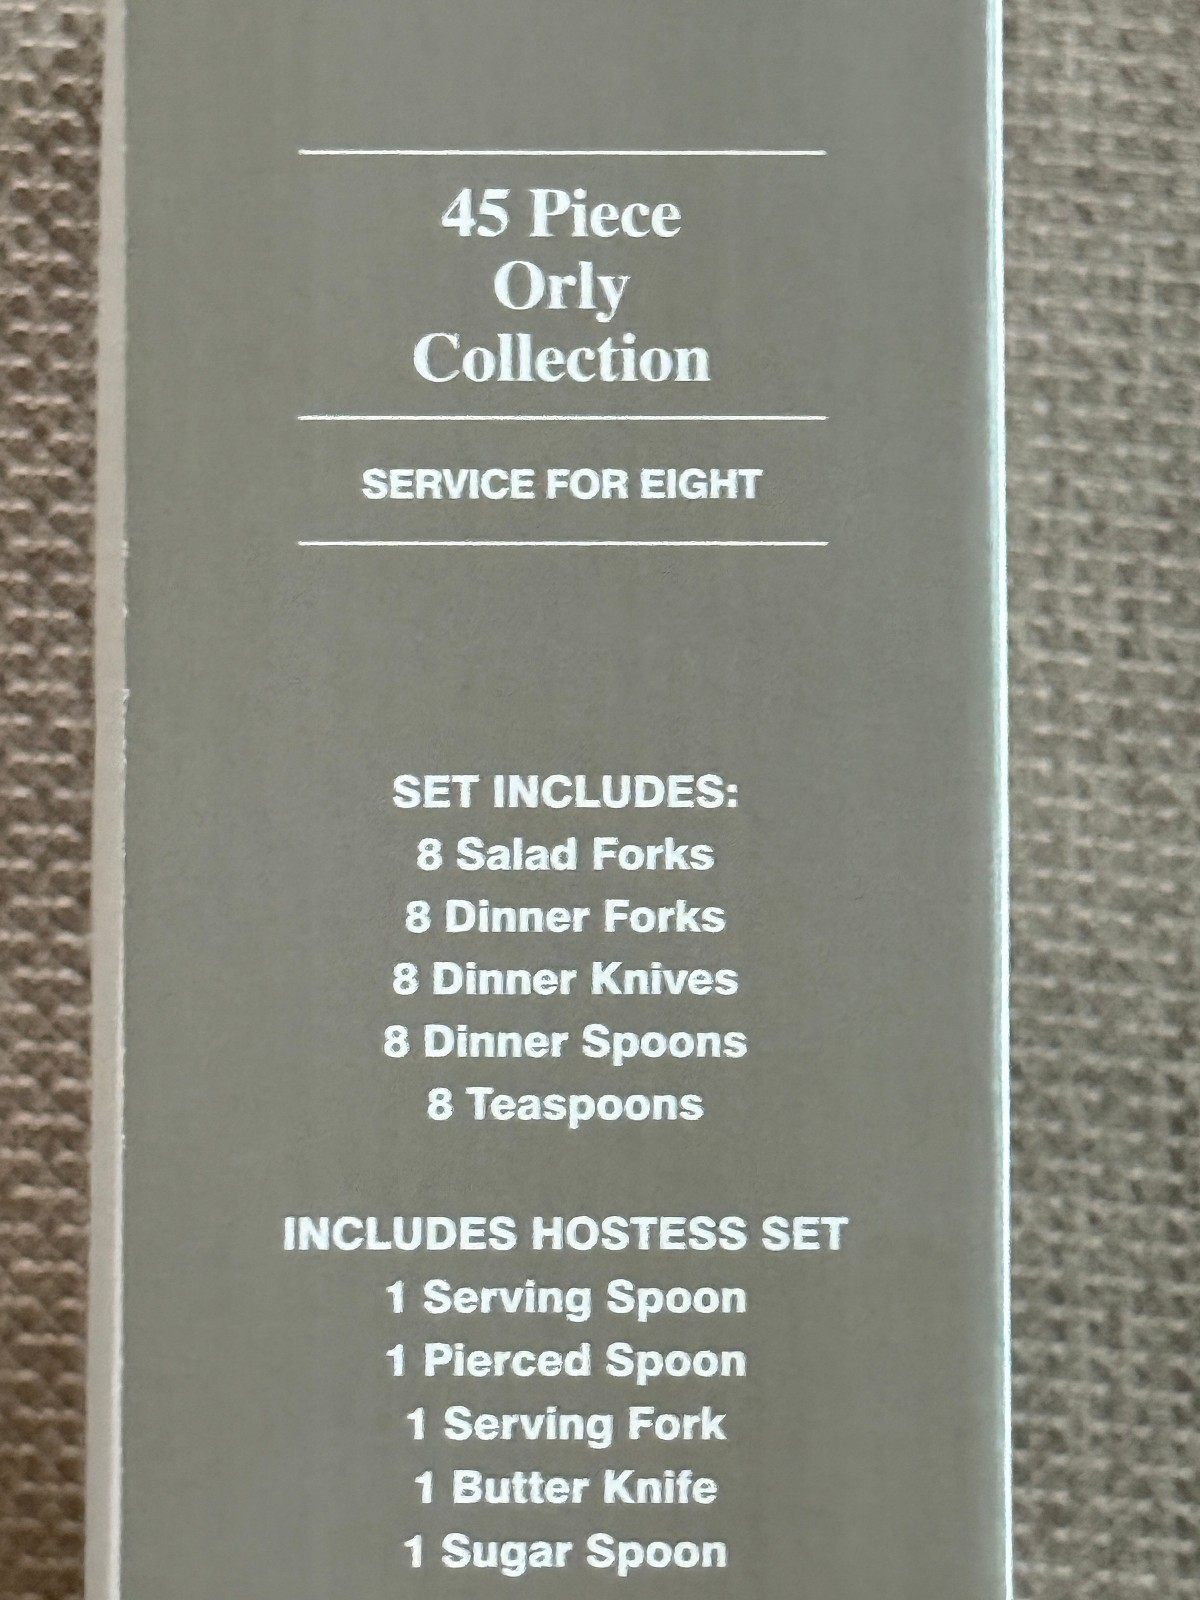 45 Piece
Orly
Collection
SERVICE FOR EIGHT
SET INCLUDES:
8 Salad Forks
8 Dinner Forks
8 Dinner Knives
8 Dinner Spoons
8 Teaspoons
INCLUDES HOSTESS SET
1 Serving Spoon
1 Pierced Spoon
1 Serving Fork
1 Butter Knife
1 Sugar Spoon